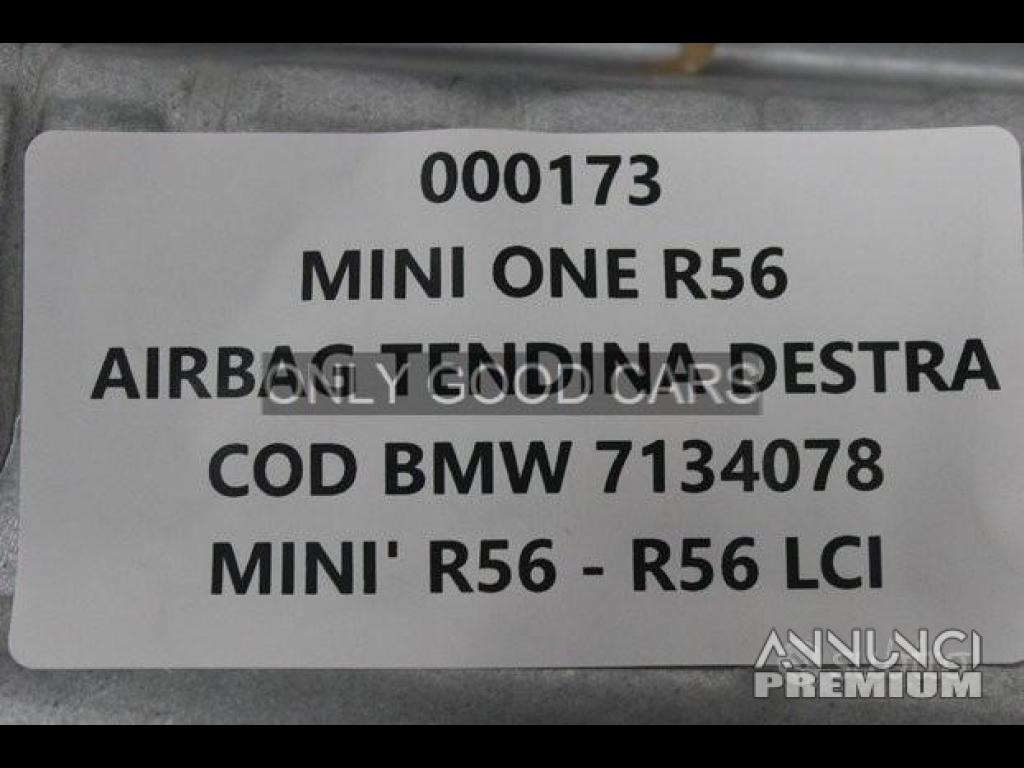 000173
MINI ONE R56
AIRBAG TENDINA DESTRA
ONLY GOOD CARS
COD BMW 7134078
MINI' R56 - R56 LCI
ANNUNCI
PREMIUM